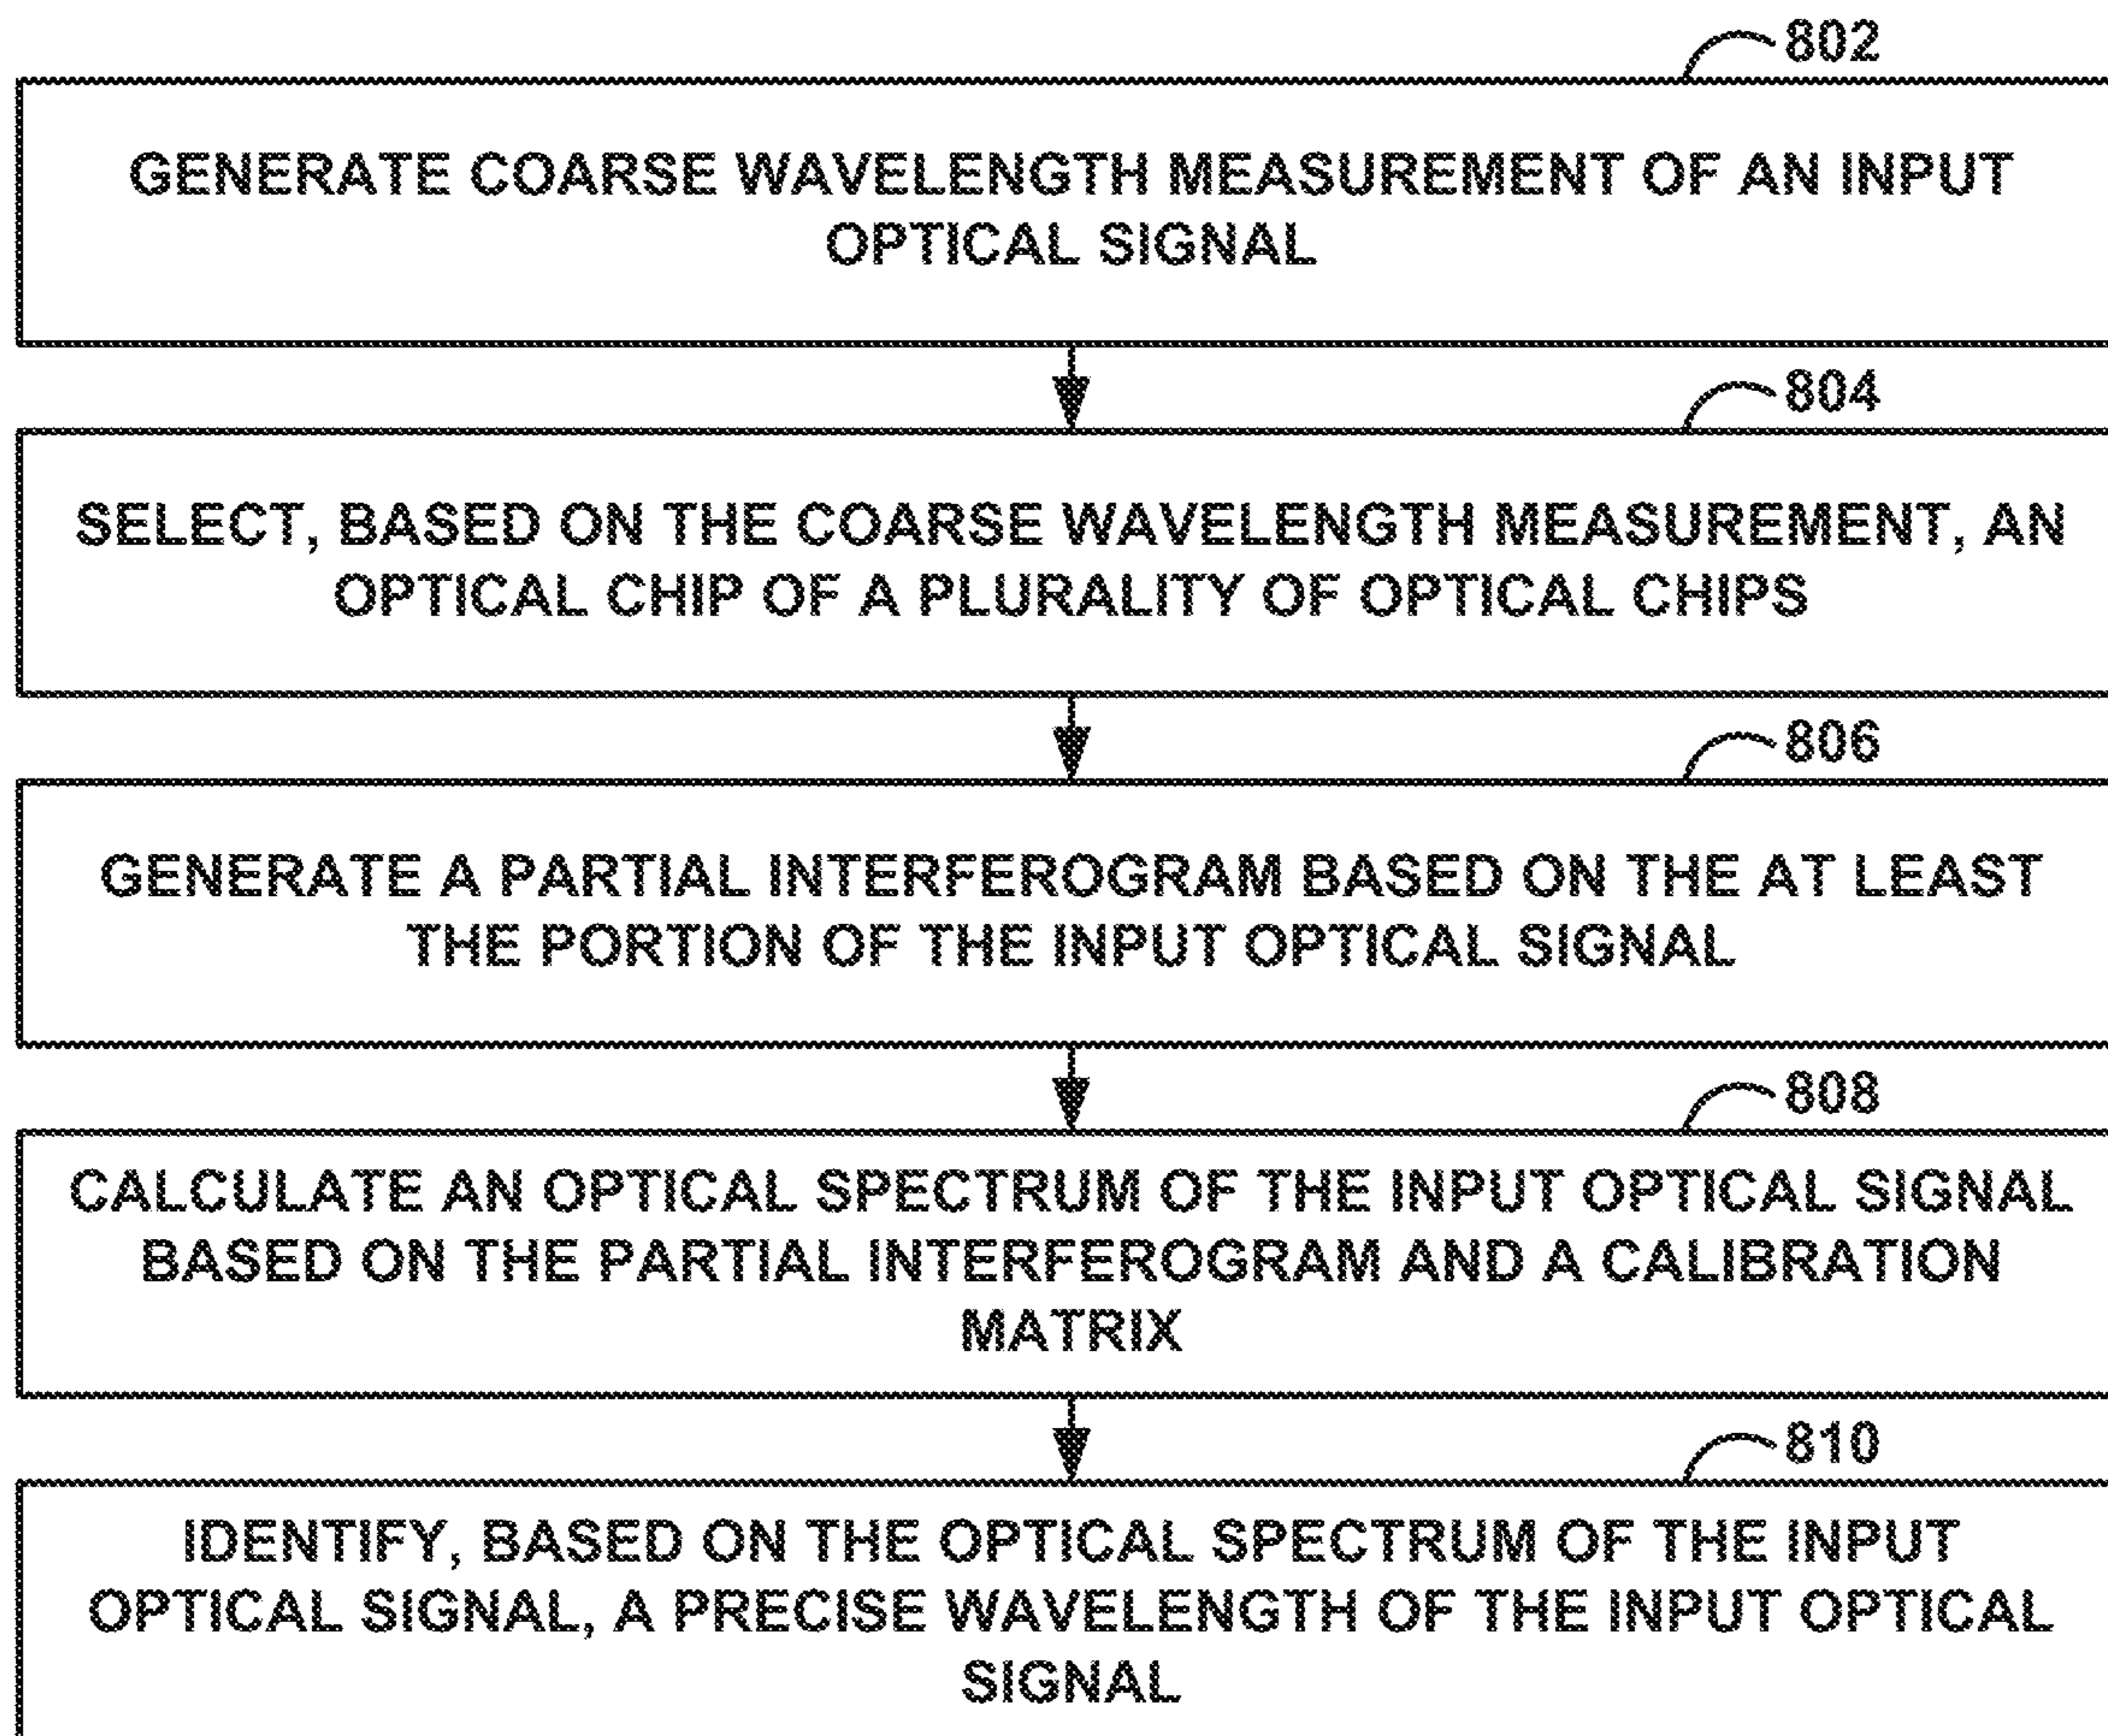 802
GENERATE COARSE WAVELENGTH MEASUREMENT OF AN INPUT
OPTICAL SIGNAL
804
SELECT, BASED ON THE COARSE WAVELENGTH MEASUREMENT, AN
OPTICAL CHIP OF A PLURALITY OF OPTICAL CHIPS
806
GENERATE A PARTIAL INTERFEROGRAM BASED ON THE AT LEAST
THE PORTION OF THE INPUT OPTICAL SIGNAL
808
CALCULATE AN OPTICAL SPECTRUM OF THE INPUT OPTICAL SIGNAL
BASED ON THE PARTIAL INTERFEROGRAM AND A CALIBRATION
MATRIX
810
IDENTIFY, BASED ON THE OPTICAL SPECTRUM OF THE INPUT
OPTICAL SIGNAL, A PRECISE WAVELENGTH OF THE INPUT OPTICAL
SIGNAL